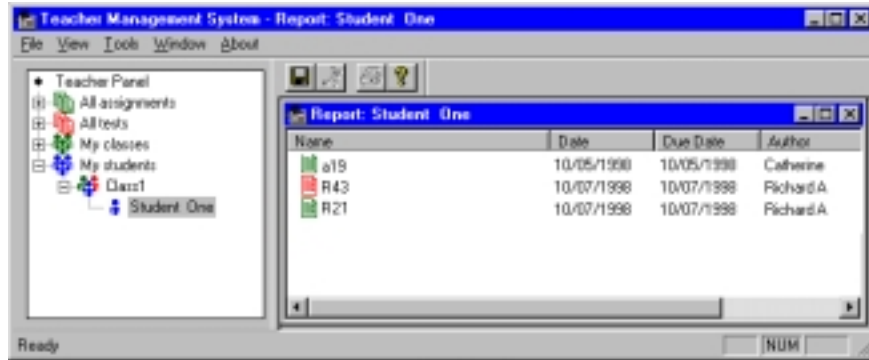 Teacher Management System - Report: Student One
File View Tools Window About
Teacher Panel
All assignments
All tests
My classes
My students
Class1
Student One
Report: Student One
Name Date Due Date Author
a19 10/05/1998 10/05/1998 Catherine
R43 10/07/1998 10/07/1998 Richard A
R21 10/07/1998 10/07/1998 Richard A
Ready NUM